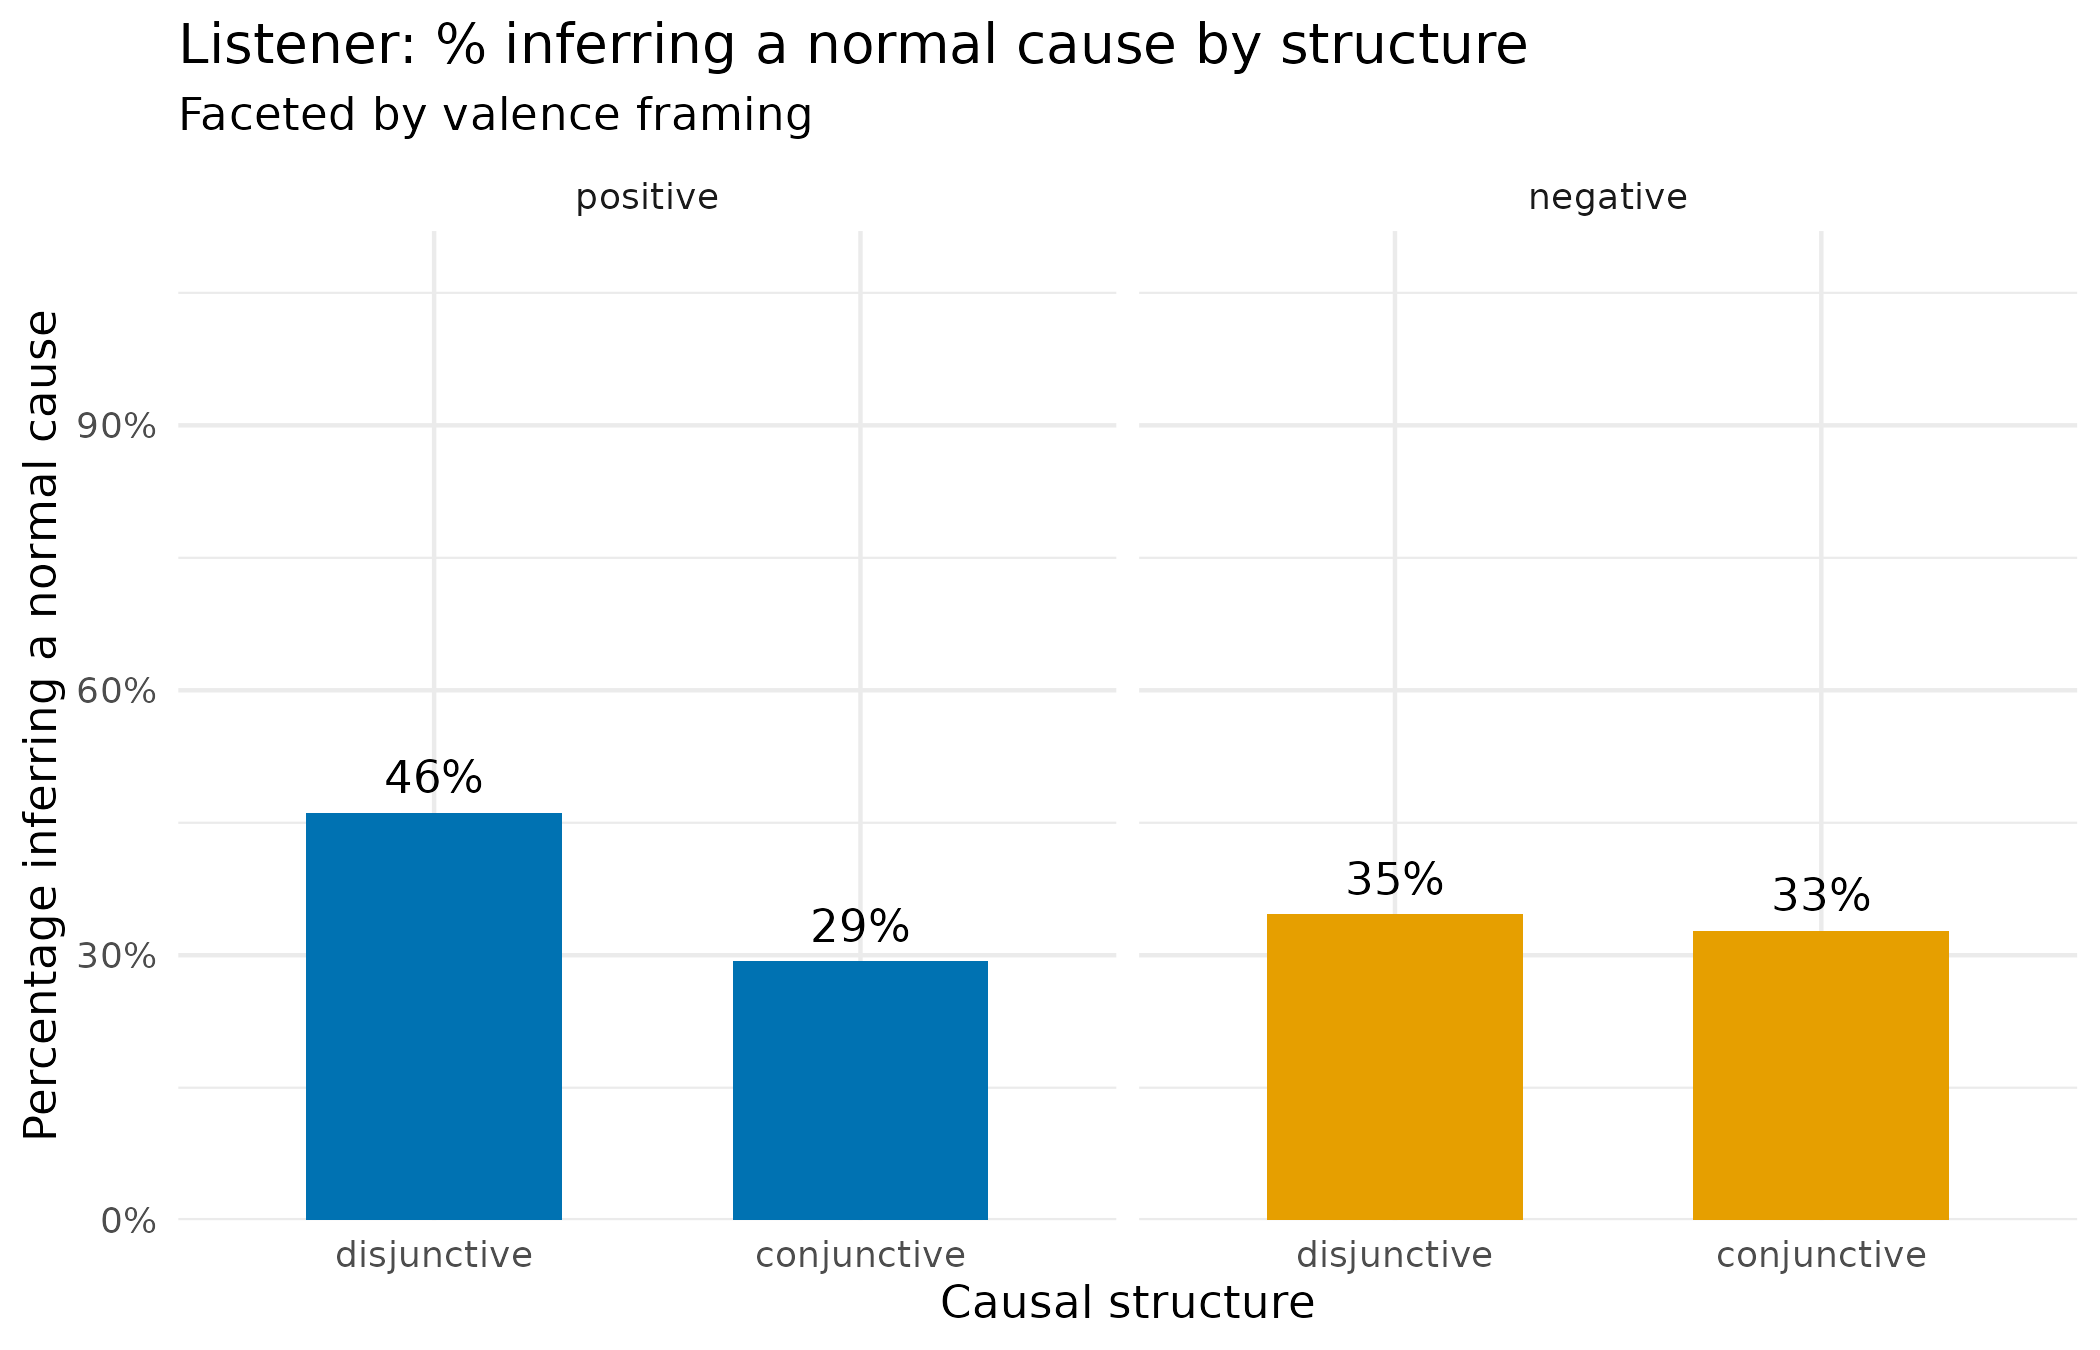 Listener: % inferring a normal cause by structure
Faceted by valence framing
positive
negative
Percentage inferring a normal cause
90%
60%
30%
0%
46%
29%
35%
33%
disjunctive
conjunctive
disjunctive
conjunctive
Causal structure